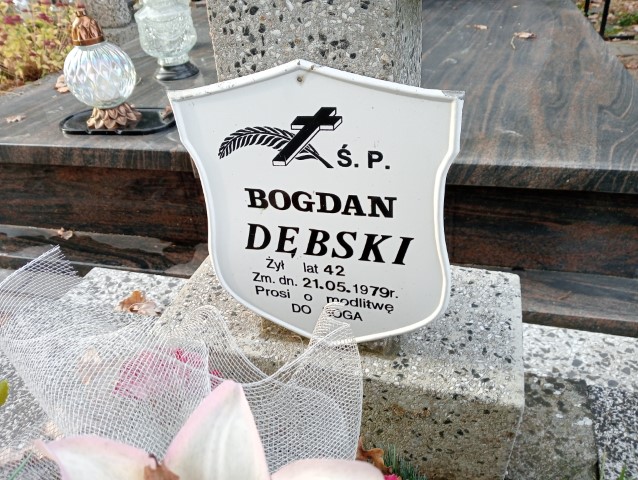 Ś. P.
BOGDAN
DĘBSKI
Żył lat 42
Zm. dn. 21.05.1979r.
Prosi o modlitwę
DO BOGA